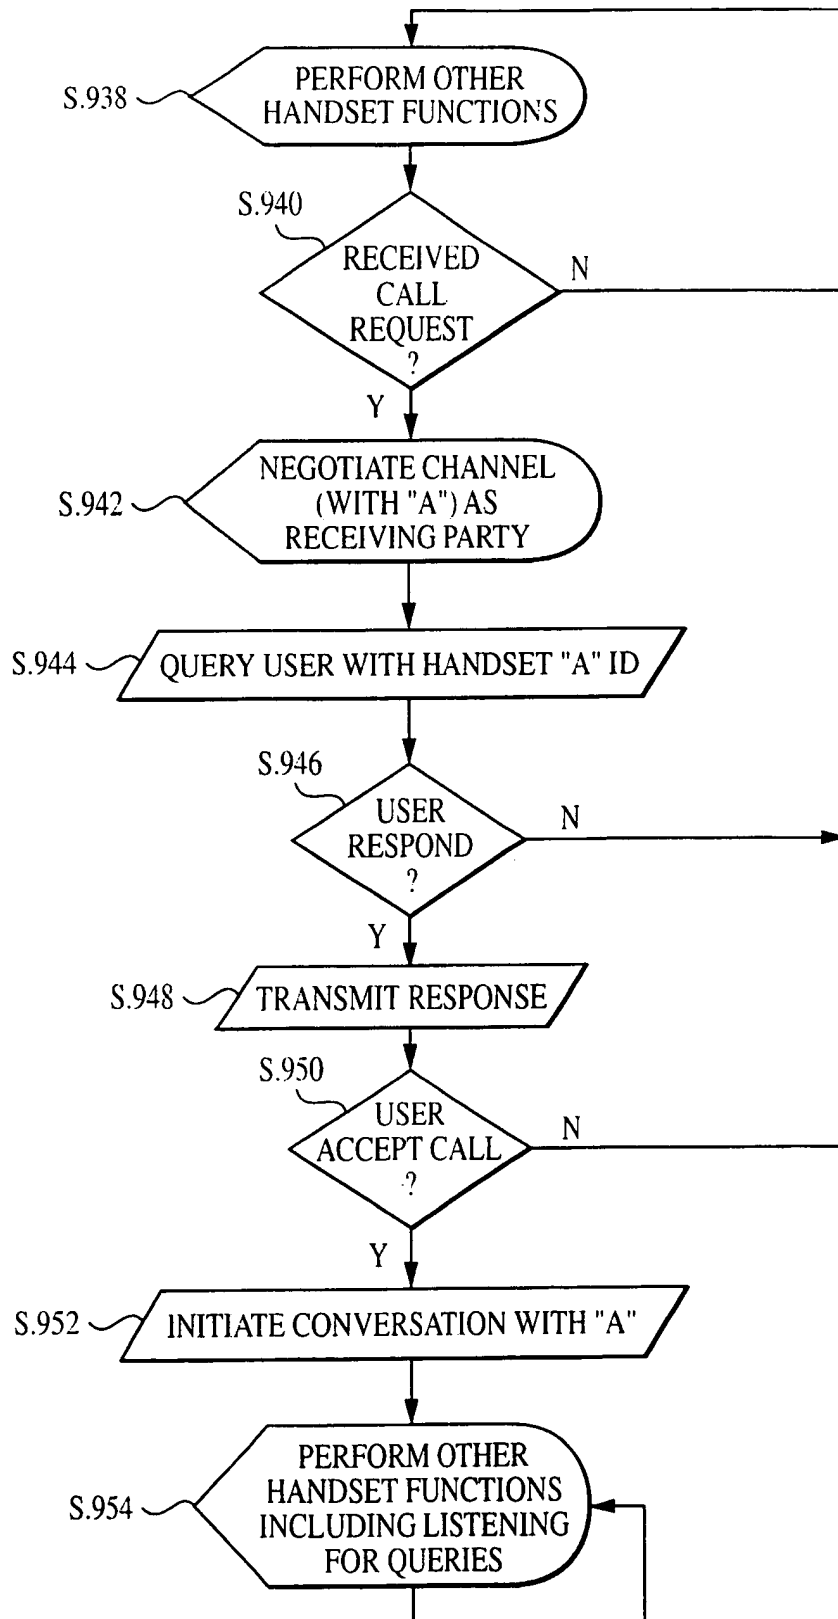 S.938
PERFORM OTHER
HANDSET FUNCTIONS
S.940
RECEIVED
CALL
REQUEST
?
N
Y
S.942
NEGOTIATE CHANNEL
(WITH "A") AS
RECEIVING PARTY
S.944
QUERY USER WITH HANDSET "A" ID
S.946
USER
RESPOND
?
N
Y
S.948
TRANSMIT RESPONSE
S.950
USER
ACCEPT CALL
?
N
Y
S.952
INITIATE CONVERSATION WITH "A"
S.954
PERFORM OTHER
HANDSET FUNCTIONS
INCLUDING LISTENING
FOR QUERIES